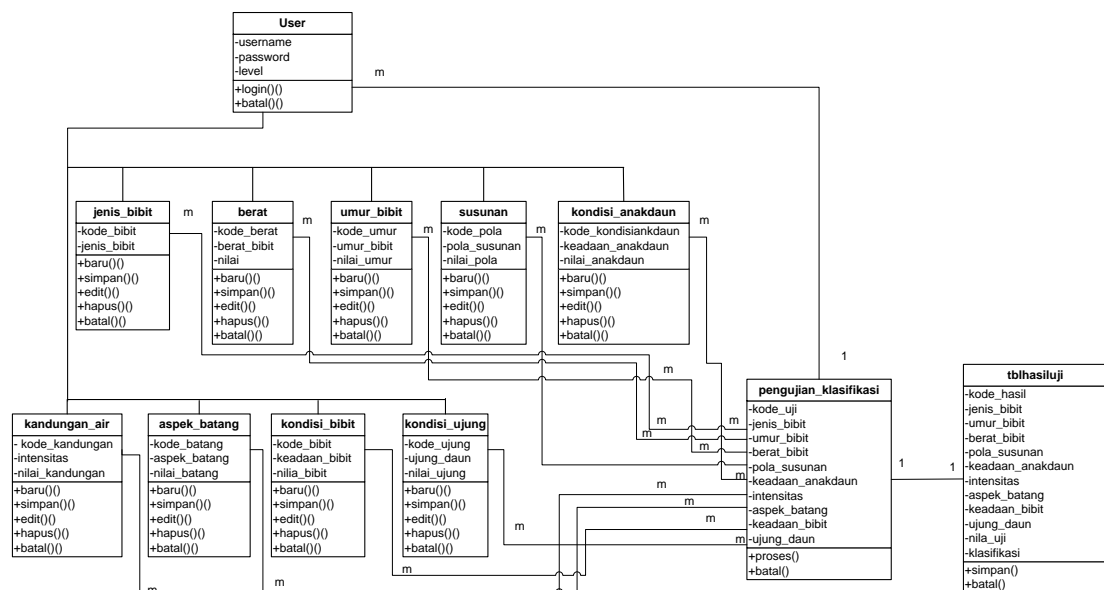 User
-username
-password
-level
+login()()
+batal()()
m
jenis_bibit
-kode_bibit
-jenis_bibit
+baru()()
+simpan()()
+edit()()
+hapus()()
+batal()()
m
berat
-kode_berat
-berat_bibit
-nilai
+baru()()
+simpan()()
+edit()()
+hapus()()
+batal()()
m
umur_bibit
-kode_umur
-umur_bibit
-nilai_umur
+baru()()
+simpan()()
+edit()()
+hapus()()
+batal()()
m
susunan
-kode_pola
-pola_susunan
-nilai_pola
+baru()()
+simpan()()
+edit()()
+hapus()()
+batal()()
m
kondisi_anakdaun
-kode_kondisiankdaun
-keadaan_anakdaun
-nilai_anakdaun
+baru()()
+simpan()()
+edit()()
+hapus()()
+batal()()
m
kandungan_air
- kode_kandungan
-intensitas
-nilai_kandungan
+baru()()
+simpan()()
+edit()()
+hapus()()
+batal()()
m
aspek_batang
-kode_batang
-aspek_batang
-nilai_batang
+baru()()
+simpan()()
+edit()()
+hapus()()
+batal()()
m
kondisi_bibit
-kode_bibit
-keadaan_bibit
-nilia_bibit
+baru()()
+simpan()()
+edit()()
+hapus()()
+batal()()
m
kondisi_ujung
-kode_ujung
-ujung_daun
-nilai_ujung
+baru()()
+simpan()()
+edit()()
+hapus()()
+batal()()
m
m
m
m
m
m
m
m
m
m
m
1
pengujian_klasifikasi
-kode_uji
-jenis_bibit
-umur_bibit
-berat_bibit
-pola_susunan
-keadaan_anakdaun
-intensitas
-aspek_batang
-keadaan_bibit
-ujung_daun
+proses()
+batal()
1
1
tblhasiluji
-kode_hasil
-jenis_bibit
-umur_bibit
-berat_bibit
-pola_susunan
-keadaan_anakdaun
-intensitas
-aspek_batang
-keadaan_bibit
-ujung_daun
-nila_uji
-klasifikasi
+simpan()
+batal()